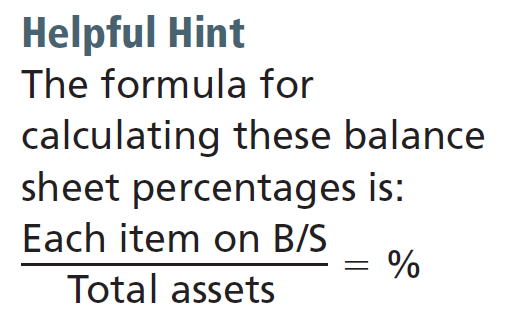 Helpful Hint
The formula for
calculating these balance
sheet percentages is:
Each item on B/S
Total assets
= %